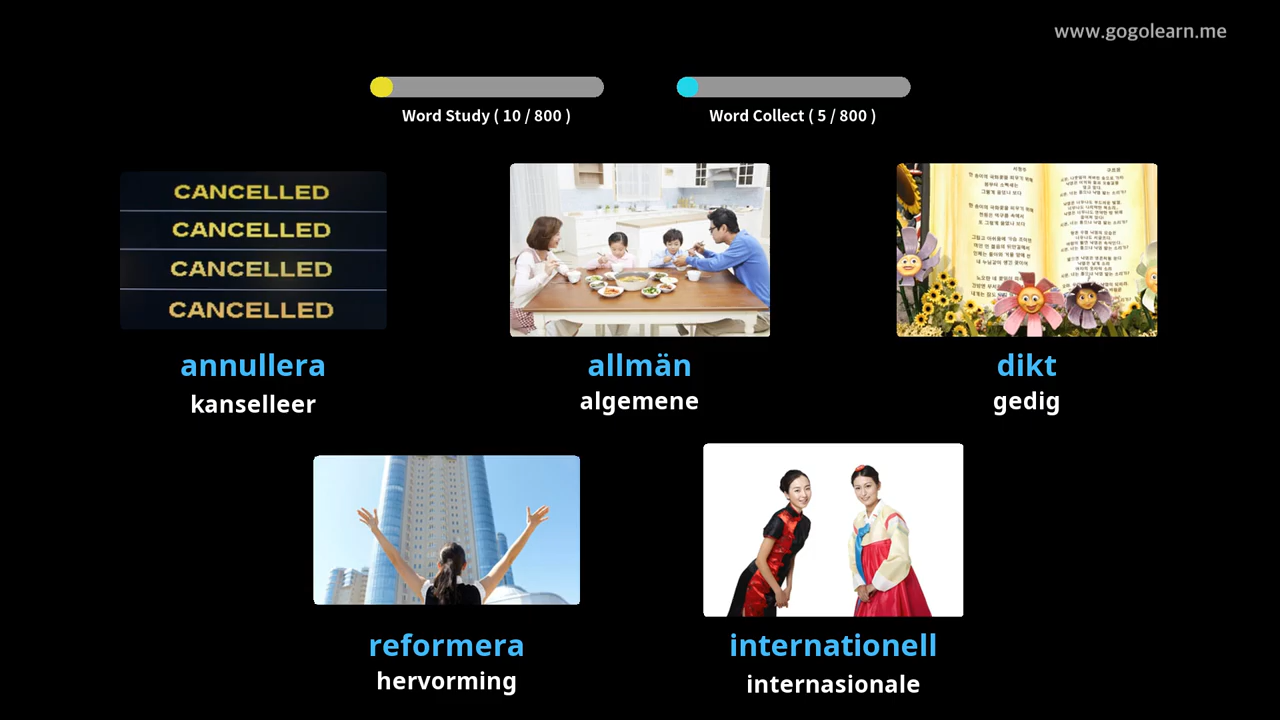 www.gogolearn.me
Word Study ( 10 / 800 )
Word Collect ( 5 / 800 )
CANCELLED
CANCELLED
CANCELLED
CANCELLED
annullera
kanselleer
allmän
algemene
dikt
gedig
reformera
hervorming
internationell
internasionale